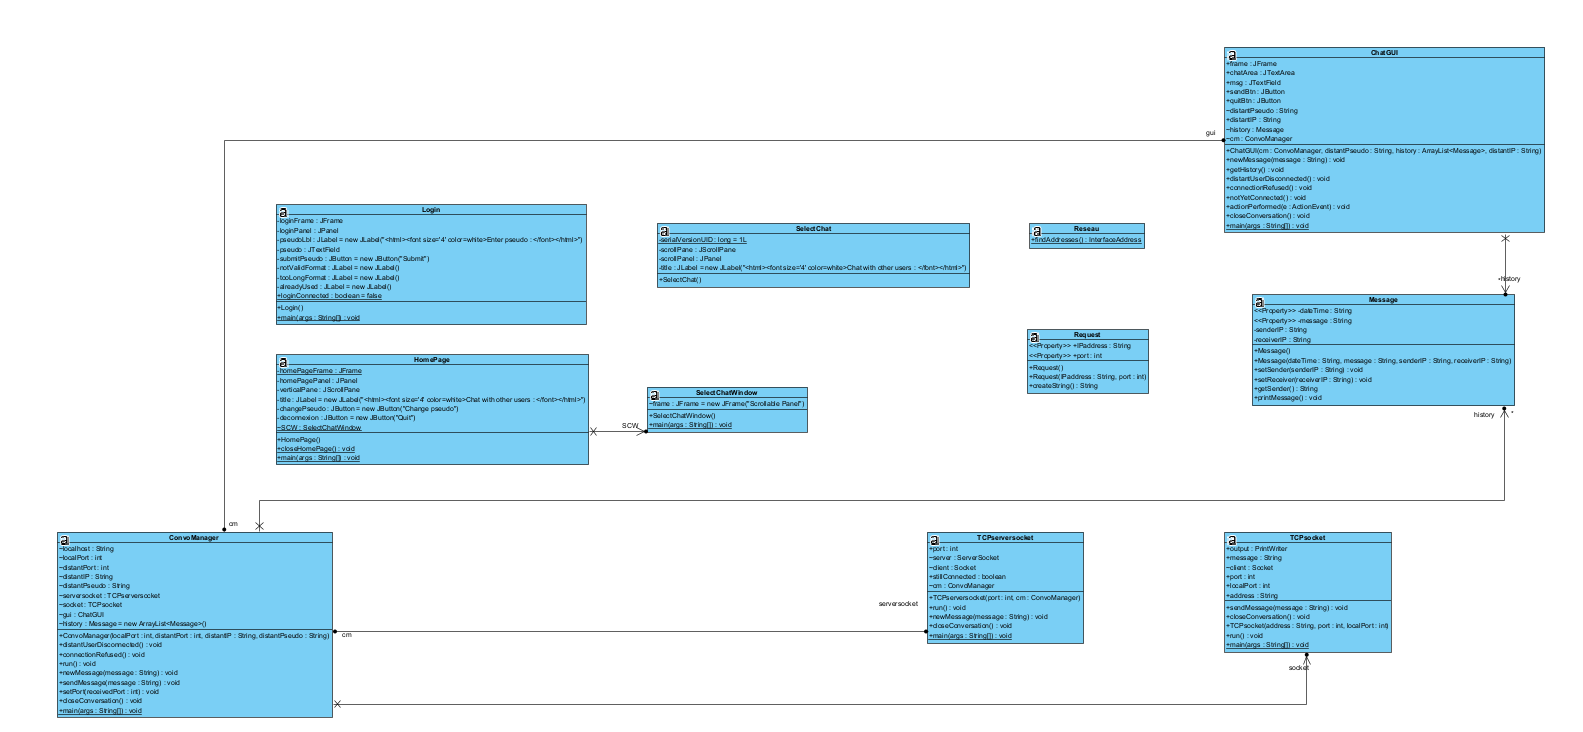 ChatGUI
+frame : JFrame
+chatArea : JTextArea
+msg : JTextField
+sendBtn : JButton
+quitBtn : JButton
~distantPseudo : String
+distantIP : String
~history : Message
~cm : ConvoManager
+ChatGUI(cm : ConvoManager, distantPseudo : String, history : ArrayList<Message>, distantIP : String)
+newMessage(message : String) : void
+getHistory() : void
+distantUserDisconnected() : void
+connectionRefused() : void
+notYetConnected() : void
+actionPerformed(e : ActionEvent) : void
+closeConversation() : void
+main(args : String[]) : void
gui
Login
-loginFrame : JFrame
-loginPanel : JPanel
-pseudoLbl : JLabel = new JLabel("<html><font size='4' color=white>Enter pseudo : </font></html>")
-pseudo : JTextField
-submitPseudo : JButton = new JButton("Submit")
-notValidFormat : JLabel = new JLabel()
-tooLongFormat : JLabel = new JLabel()
-alreadyUsed : JLabel = new JLabel()
+loginConnected : boolean = false
+Login()
+main(args : String[]) : void
SelectChat
-serialVersionUID : long = 1L
-scrollPane : JScrollPane
-scrollPanel : JPanel
-title : JLabel = new JLabel("<html><font size='4' color=white>Chat with other users : </font></html>")
+SelectChat()
Reseau
+findAddresses() : InterfaceAddress
*history
Message
<<Property>> -dateTime : String
<<Property>> -message : String
-senderIP : String
-receiverIP : String
+Message()
+Message(dateTime : String, message : String, senderIP : String, receiverIP : String)
+setSender(senderIP : String) : void
+setReceiver(receiverIP : String) : void
+getSender() : String
+printMessage() : void
history *
Request
<<Property>> +IPaddress : String
<<Property>> +port : int
+Request()
+Request(IPaddress : String, port : int)
+createString() : String
HomePage
-homePageFrame : JFrame
-homePagePanel : JPanel
-verticalPane : JScrollPane
-title : JLabel = new JLabel("<html><font size='4' color=white>Chat with other users : </font></html>")
-changePseudo : JButton = new JButton("Change pseudo")
-deconnexion : JButton = new JButton("Quit")
~SCW : SelectChatWindow
+HomePage()
+closeHomePage() : void
+main(args : String[]) : void
SCW
SelectChatWindow
~frame : JFrame = new JFrame("Scrollable Panel")
+SelectChatWindow()
+main(args : String[]) : void
cm
ConvoManager
~localhost : String
~localPort : int
~distantPort : int
~distantIP : String
~distantPseudo : String
~serversocket : TCPserversocket
~socket : TCPsocket
~gui : ChatGUI
~history : Message = new ArrayList<Message>()
+ConvoManager(localPort : int, distantPort : int, distantIP : String, distantPseudo : String)
+distantUserDisconnected() : void
+connectionRefused() : void
+run() : void
+newMessage(message : String) : void
+sendMessage(message : String) : void
+setPort(receivedPort : int) : void
+closeConversation() : void
+main(args : String[]) : void
cm
serversocket
TCPserversocket
+port : int
~server : ServerSocket
~client : Socket
+stillConnected : boolean
~cm : ConvoManager
+TCPserversocket(port : int, cm : ConvoManager)
+run() : void
+newMessage(message : String) : void
+closeConversation() : void
+main(args : String[]) : void
TCPsocket
+output : PrintWriter
+message : String
~client : Socket
+port : int
+localPort : int
+address : String
+sendMessage(message : String) : void
+closeConversation() : void
+TCPsocket(address : String, port : int, localPort : int)
+run() : void
+main(args : String[]) : void
socket